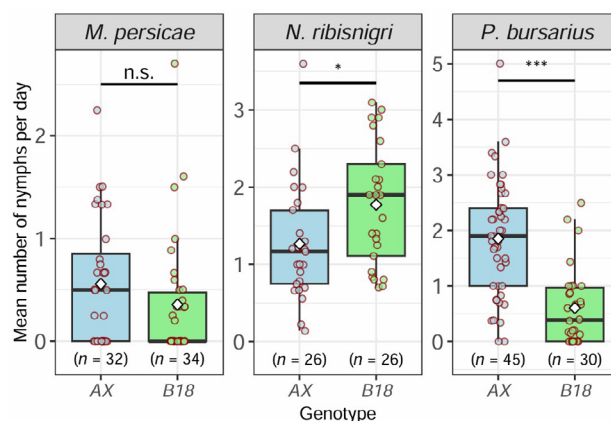 M. persicae
N. ribisnigri
P. bursarius
Mean number of nymphs per day
n.s.
*
***
2
1
0
3
2
1
0
5
4
3
2
1
0
(n = 32)
(n = 34)
(n = 26)
(n = 26)
(n = 45)
(n = 30)
AX
B18
AX
B18
AX
B18
Genotype